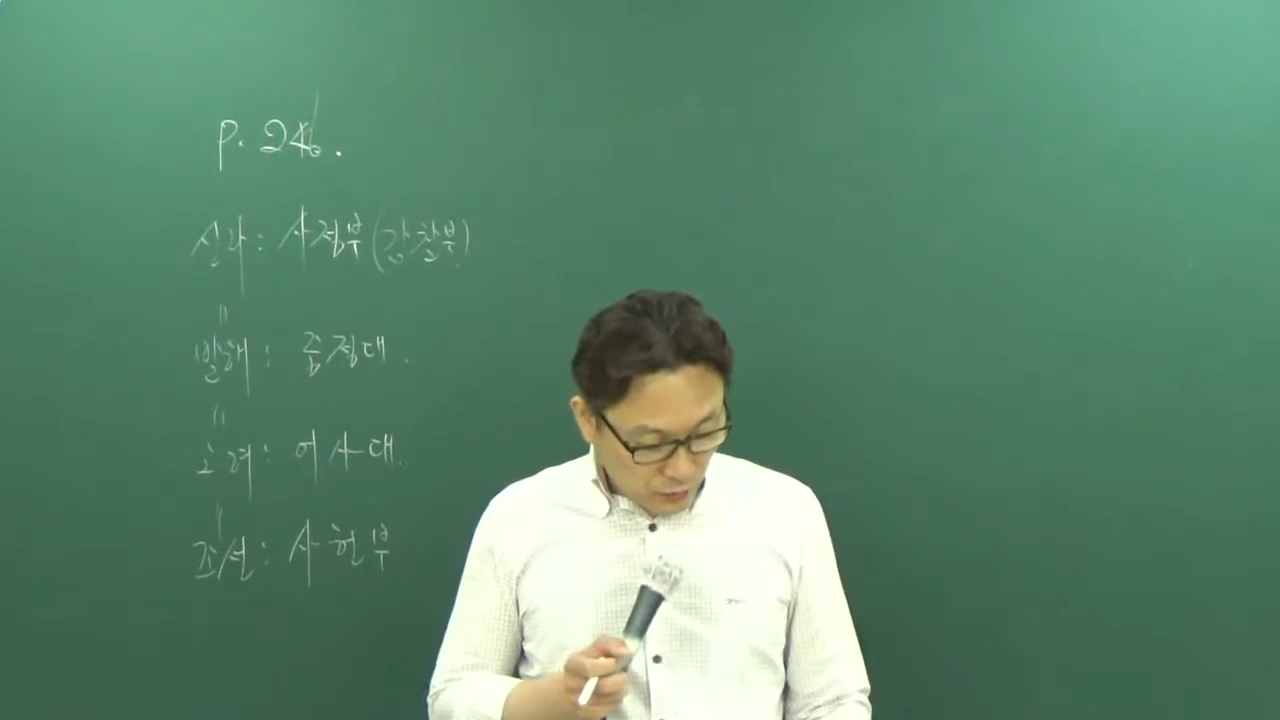 p. 246.
신라: 사정부(감찰부)
"
발해: 중정대.
"
고려: 어사대.
"
조선: 사헌부